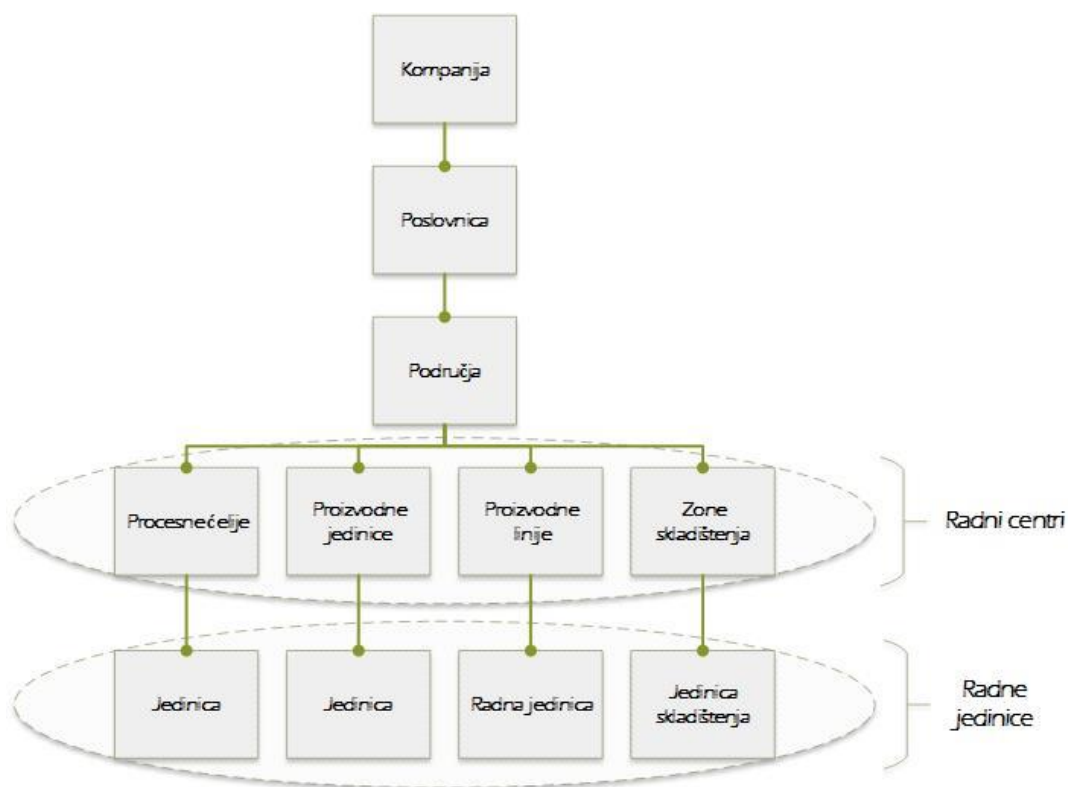 Kompanija
Poslovnica
Područja
Procesne ćelije
Proizvodne
jedinice
Proizvodne
linije
Zone
skladištenja
Radni centri
Jedinica
Jedinica
Radna jedinica
Jedinica
skladištenja
Radne
jedinice